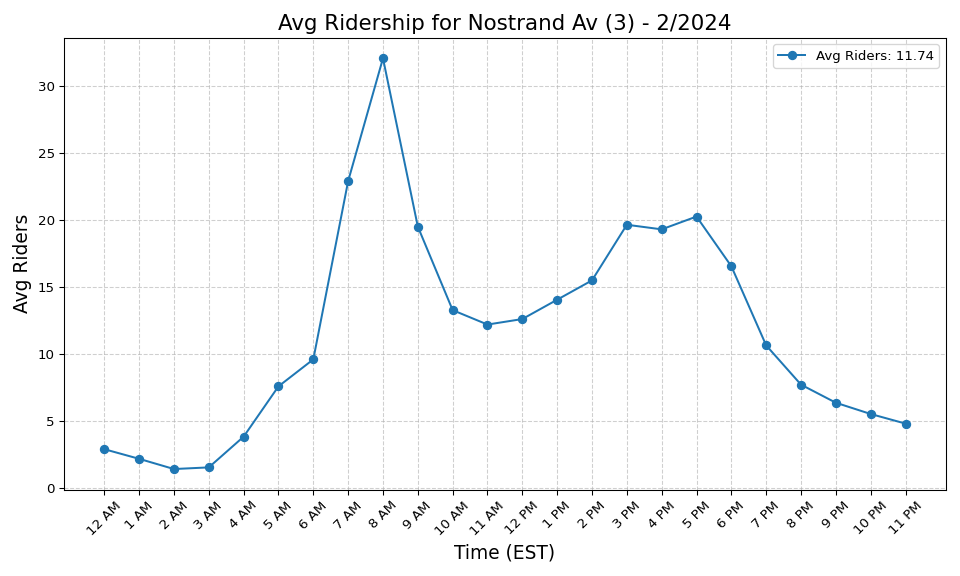 Avg Ridership for Nostrand Av (3) - 2/2024
Avg Riders: 11.74
30
25
20
15
10
5
0
Avg Riders
12 AM
1 AM
2 AM
3 AM
4 AM
5 AM
6 AM
7 AM
8 AM
9 AM
10 AM
11 AM
12 PM
1 PM
2 PM
3 PM
4 PM
5 PM
6 PM
7 PM
8 PM
9 PM
10 PM
11 PM
Time (EST)